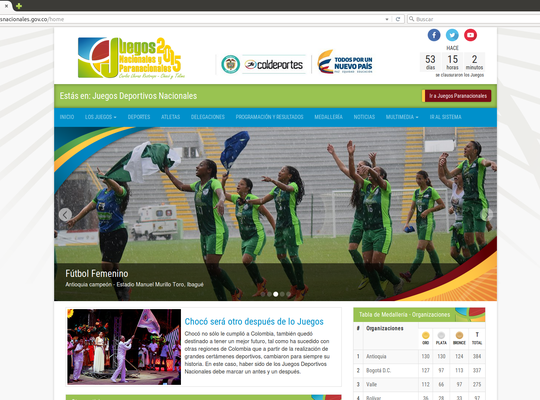 snacionales.gov.co/home
Buscar
Juegos 2015
Nacionales y
Paranacionales
coldeportes
TODOS POR UN
NUEVO PAÍS
PAZ EQUIDAD EDUCACIÓN
HACE
53 15 2
días horas minutos
se clausuraron los Juegos
Estás en: Juegos Deportivos Nacionales
Ir a Juegos Paranacionales
INICIO LOS JUEGOS DEPORTES ATLETAS DELEGACIONES PROGRAMACIÓN Y RESULTADOS MEDALLERÍA NOTICIAS MULTIMEDIA IR AL SISTEMA
Fútbol Femenino
Antioquia campeón - Estadio Manuel Murillo Toro, Ibagué
Chocó será otro después de lo Juegos
Chocó no sólo le cumplió a Colombia, también quedó
destinado a tener un mejor futuro, tal como ha sucedido con
otras regiones de Colombia que a partir de la realización de
grandes certámenes deportivos, cambiaron para siempre su
historia. En este caso, haber sido de los Juegos Deportivos
Nacionales debe marcar un antes y un después.
Tabla de Medallería - Organizaciones
# Organizaciones ORO PLATA BRONCE T TOTAL
1 Antioquia 130 130 124 384
2 Bogotá D.C. 127 97 113 337
3 Valle 112 66 97 275
4 Bolívar 36 28 33 97